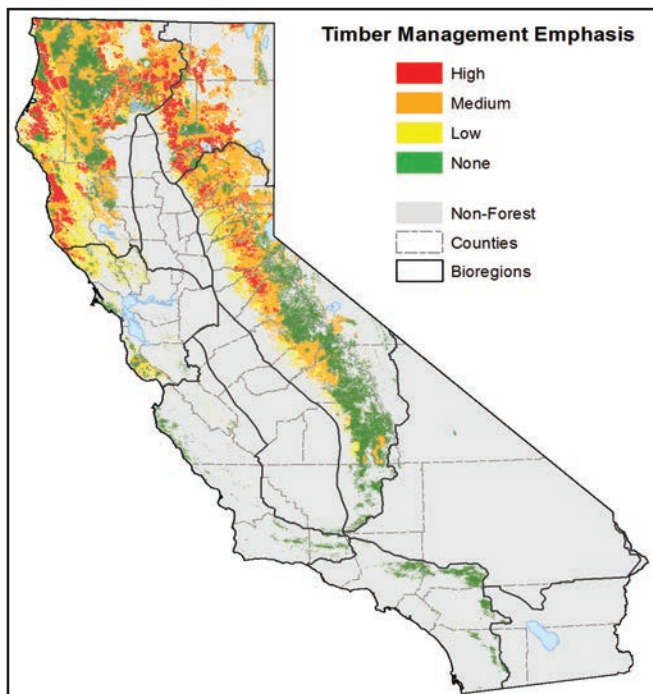 Timber Management Emphasis
High
Medium
Low
None
Non-Forest
Counties
Bioregions